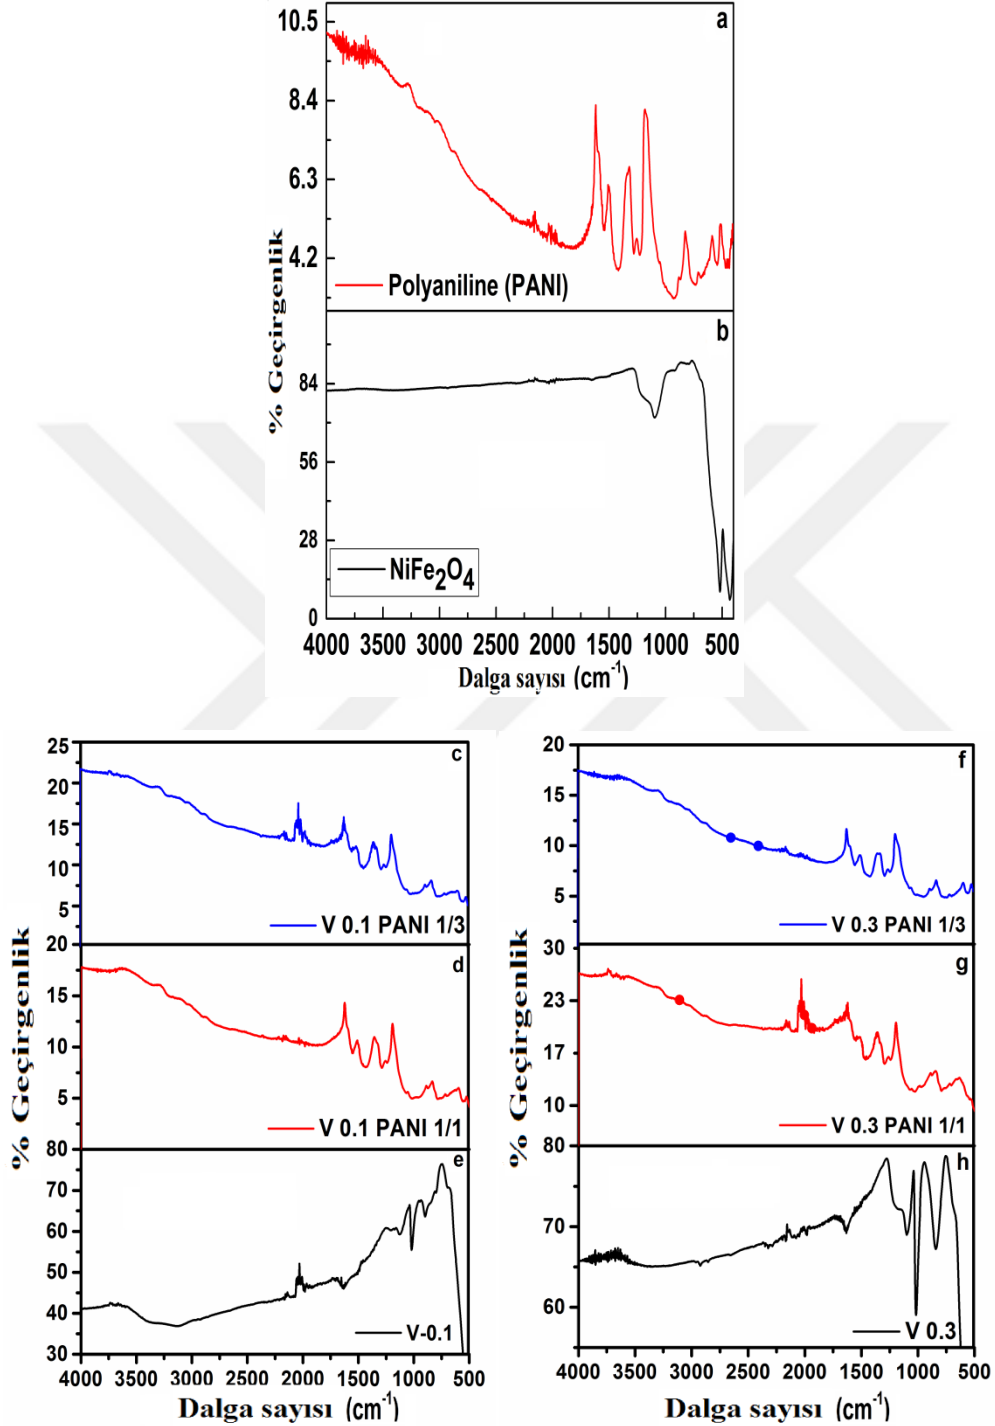 a
10.5
8.4
6.3
4.2
Polyaniline (PANI)
% Geçirgenlik
b
84
56
28
0
NiFe2O4
4000 3500 3000 2500 2000 1500 1000 500
Dalga sayısı (cm-1)
c
25
20
15
10
5
V 0.1 PANI 1/3
d
20
15
10
5
V 0.1 PANI 1/1
% Geçirgenlik
e
80
70
60
50
40
30
V-0.1
4000 3500 3000 2500 2000 1500 1000 500
Dalga sayısı (cm-1)
f
20
15
10
5
V 0.3 PANI 1/3
g
30
23
17
10
V 0.3 PANI 1/1
% Geçirgenlik
h
80
70
60
V 0.3
4000 3500 3000 2500 2000 1500 1000 500
Dalga sayısı (cm-1)